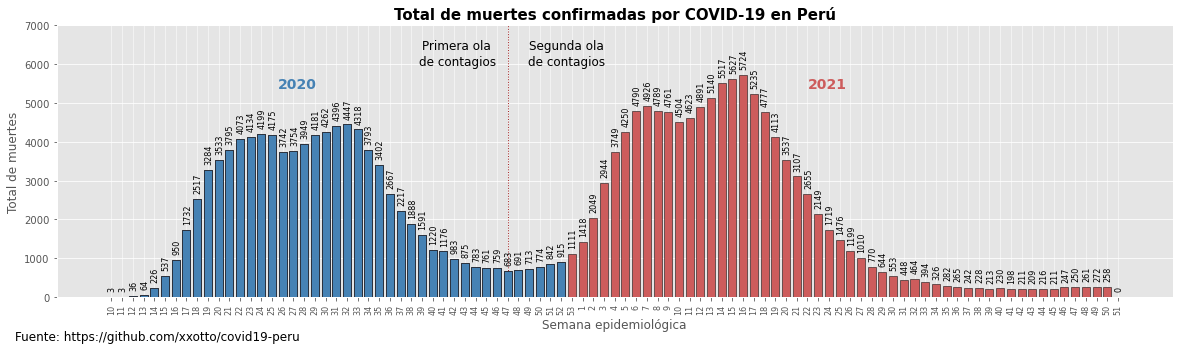 Total de muertes confirmadas por COVID-19 en Perú
Total de muertes
7000
6000
5000
4000
3000
2000
1000
0
Primera ola
de contagios
Segunda ola
de contagios
2020
2021
3 3 36 64 226 537 950 1732 2517 3284 3533 3795 4073 4134 4199 4175 3742 3754 3949 4181 4262 4396 4447 4318 3793 3402 2667 2217 1888 1591 1220 1176 983 875 783 761 759 683 691 713 774 842 915 1111 1418 2049 2944 3749 4250 4790 4926 4789 4761 4504 4623 4891 5140 5517 5627 5724 5235 4777 4113 3537 3107 2655 2149 1719 1476 1199 1010 770 644 553 448 464 394 326 282 265 242 228 213 230 198 211 209 216 211 247 250 261 272 258 0
10 11 12 13 14 15 16 17 18 19 20 21 22 23 24 25 26 27 28 29 30 31 32 33 34 35 36 37 38 39 40 41 42 43 44 45 46 47 48 49 50 51 52 53 1 2 3 4 5 6 7 8 9 10 11 12 13 14 15 16 17 18 19 20 21 22 23 24 25 26 27 28 29 30 31 32 33 34 35 36 37 38 39 40 41 42 43 44 45 46 47 48 49 50 51
Semana epidemiológica
Fuente: https://github.com/xxotto/covid19-peru